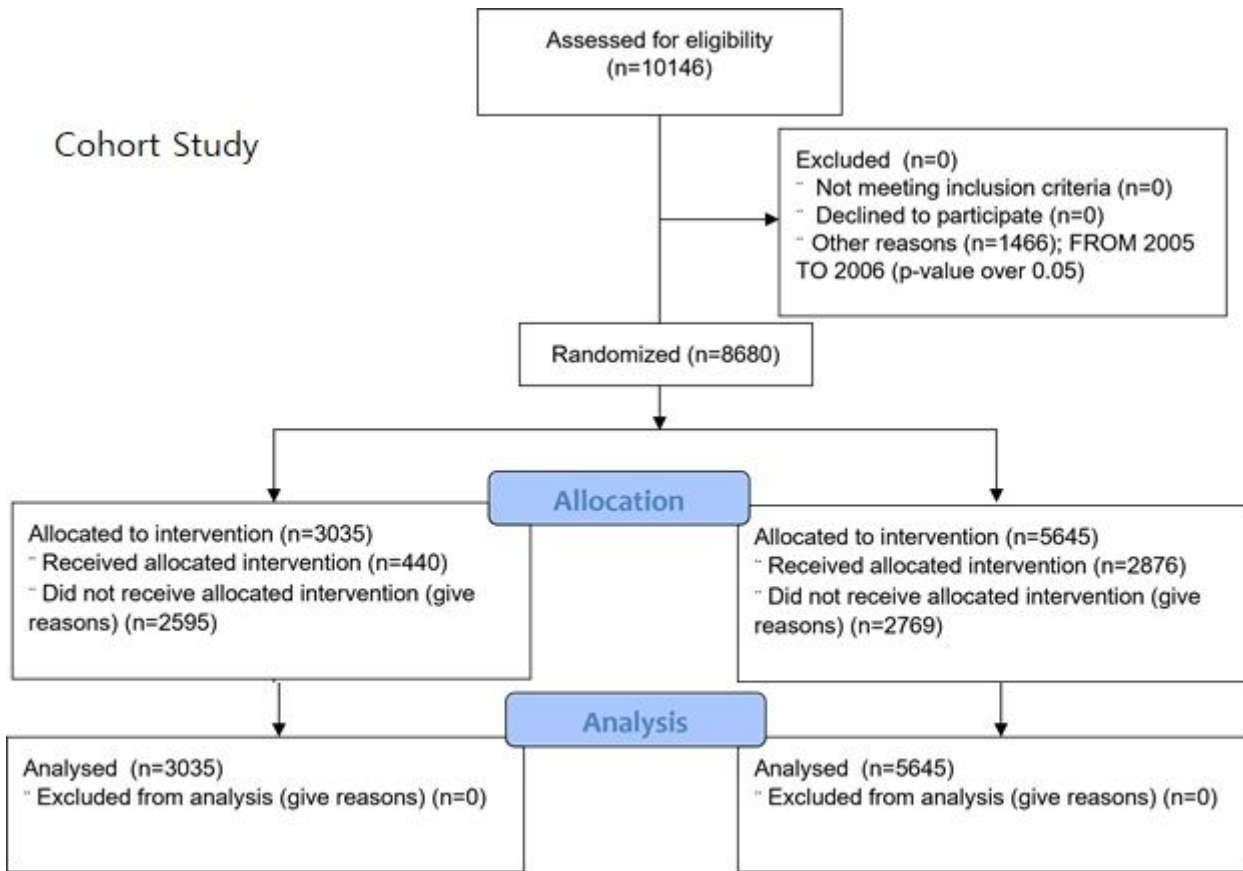 Assessed for eligibility
(n=10146)
Cohort Study
Excluded (n=0)
¨ Not meeting inclusion criteria (n=0)
¨ Declined to participate (n=0)
¨ Other reasons (n=1466); FROM 2005
TO 2006 (p-value over 0.05)
Randomized (n=8680)
Allocation
Allocated to intervention (n=3035)
¨ Received allocated intervention (n=440)
¨ Did not receive allocated intervention (give
reasons) (n=2595)
Allocated to intervention (n=5645)
¨ Received allocated intervention (n=2876)
¨ Did not receive allocated intervention (give
reasons) (n=2769)
Analysis
Analysed (n=3035)
¨ Excluded from analysis (give reasons) (n=0)
Analysed (n=5645)
¨ Excluded from analysis (give reasons) (n=0)